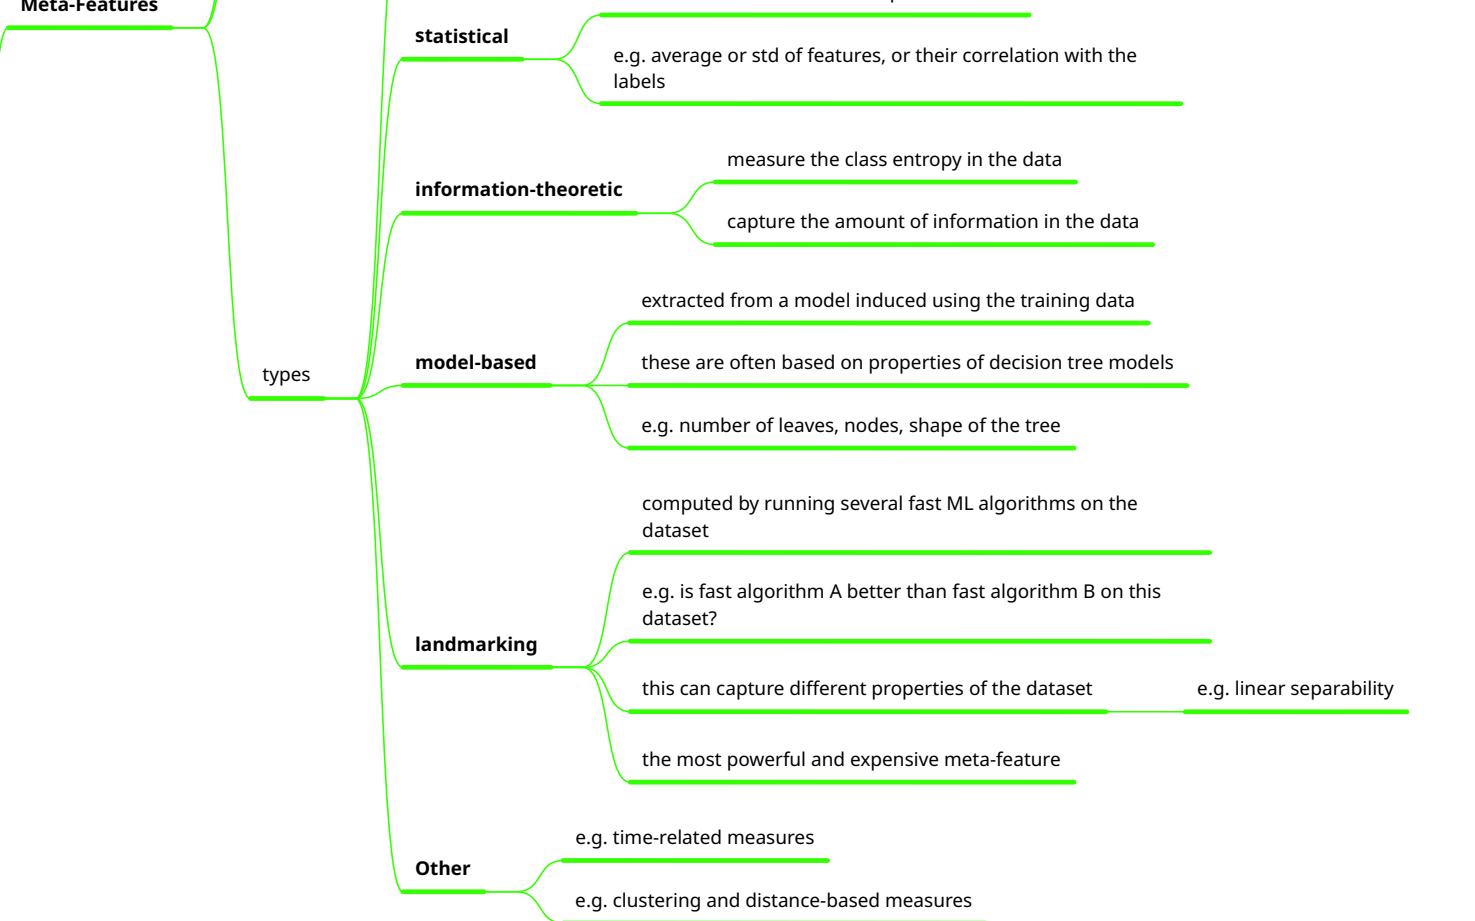 Meta-Features
statistical
e.g. average or std of features, or their correlation with the
labels
information-theoretic
measure the class entropy in the data
capture the amount of information in the data
types
model-based
extracted from a model induced using the training data
these are often based on properties of decision tree models
e.g. number of leaves, nodes, shape of the tree
landmarking
computed by running several fast ML algorithms on the
dataset
e.g. is fast algorithm A better than fast algorithm B on this
dataset?
this can capture different properties of the dataset
e.g. linear separability
the most powerful and expensive meta-feature
Other
e.g. time-related measures
e.g. clustering and distance-based measures